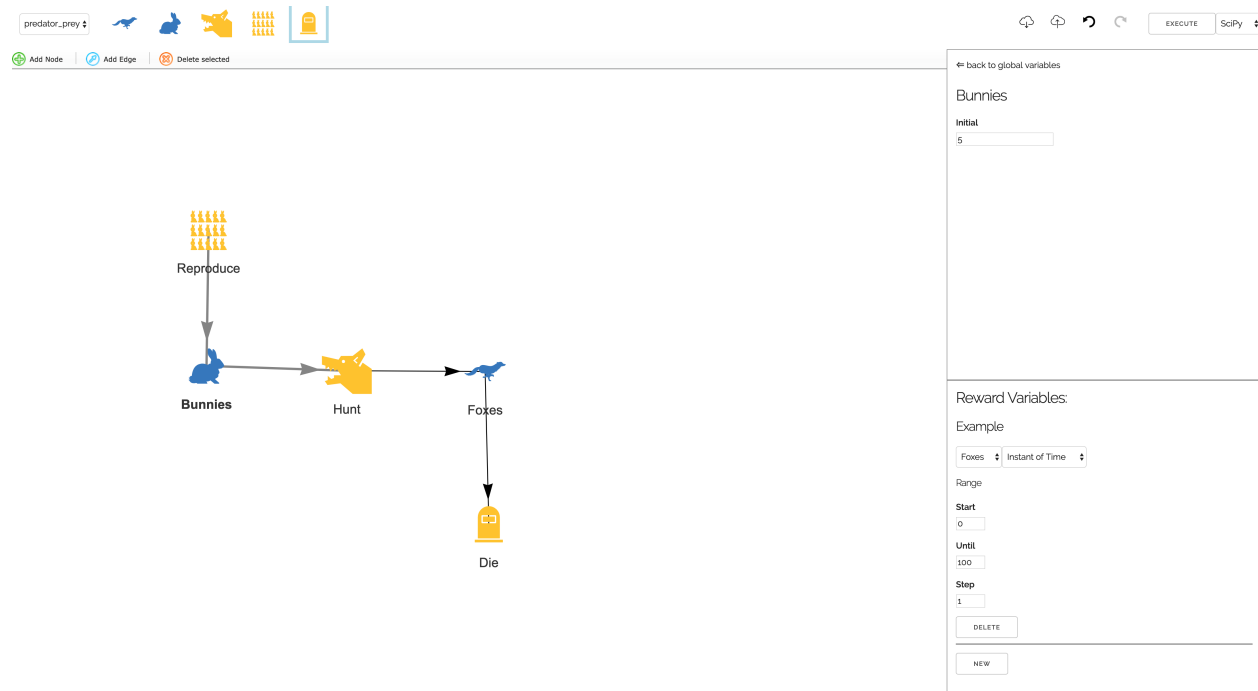 predator_prey
EXECUTE
SciPy
Add Node
Add Edge
Delete selected
⇐ back to global variables
Bunnies
Initial
5
Reproduce
Bunnies
Hunt
Foxes
Die
Reward Variables:
Example
Foxes
Instant of Time
Range
Start
0
Until
100
Step
1
DELETE
NEW